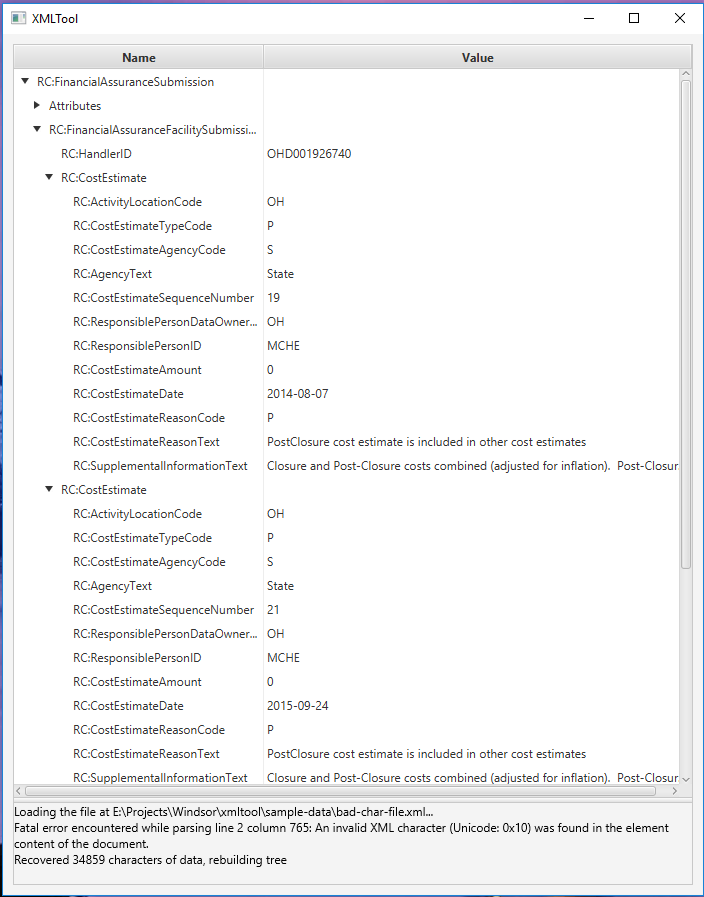 XMLTool
Name Value
RC:FinancialAssuranceSubmission
Attributes
RC:FinancialAssuranceFacilitySubmissi...
RC:HandlerID OHD001926740
RC:CostEstimate
RC:ActivityLocationCode OH
RC:CostEstimateTypeCode P
RC:CostEstimateAgencyCode S
RC:AgencyText State
RC:CostEstimateSequenceNumber 19
RC:ResponsiblePersonDataOwner... OH
RC:ResponsiblePersonID MCHE
RC:CostEstimateAmount 0
RC:CostEstimateDate 2014-08-07
RC:CostEstimateReasonCode P
RC:CostEstimateReasonText PostClosure cost estimate is included in other cost estimates
RC:SupplementalInformationText Closure and Post-Closure costs combined (adjusted for inflation).  Post-Closur
RC:CostEstimate
RC:ActivityLocationCode OH
RC:CostEstimateTypeCode P
RC:CostEstimateAgencyCode S
RC:AgencyText State
RC:CostEstimateSequenceNumber 21
RC:ResponsiblePersonDataOwner... OH
RC:ResponsiblePersonID MCHE
RC:CostEstimateAmount 0
RC:CostEstimateDate 2015-09-24
RC:CostEstimateReasonCode P
RC:CostEstimateReasonText PostClosure cost estimate is included in other cost estimates
RC:SupplementalInformationText Closure and Post-Closure costs combined (adjusted for inflation).  Post-Closur
Loading the file at E:\Projects\Windsor\xmltool\sample-data\bad-char-file.xml...
Fatal error encountered while parsing line 2 column 765: An invalid XML character (Unicode: 0x10) was found in the element
content of the document.
Recovered 34859 characters of data, rebuilding tree